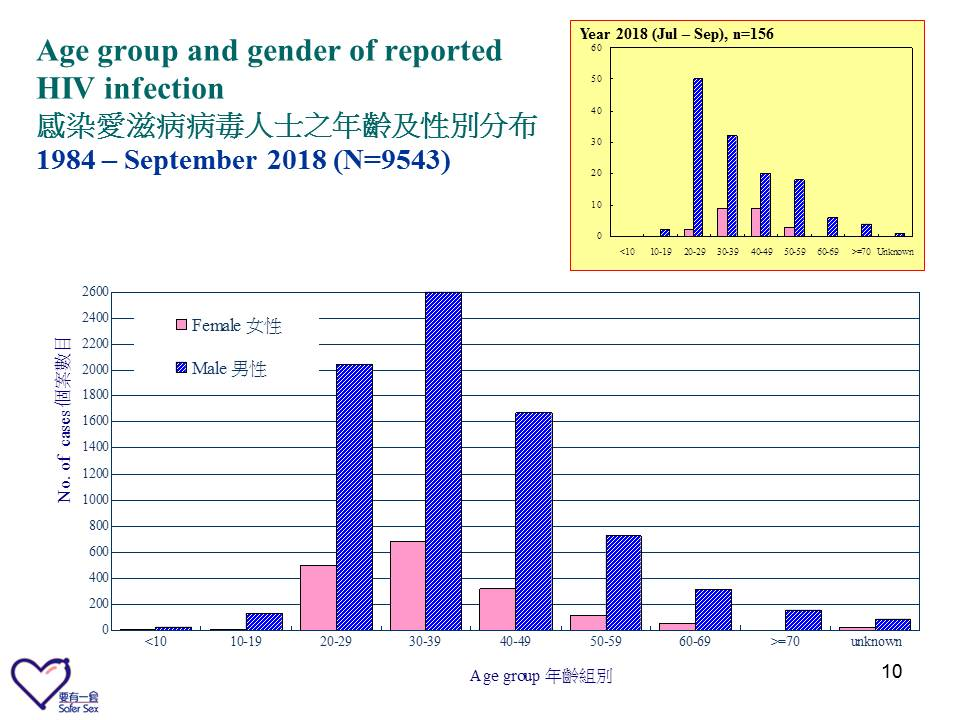 Age group and gender of reported
HIV infection
感染愛滋病病毒人士之年齡及性別分布
1984 – September 2018 (N=9543)
Year 2018 (Jul – Sep), n=156
60
50
40
30
20
10
0
<10 10-19 20-29 30-39 40-49 50-59 60-69 >=70 Unknown
No. of cases 個案數目
2600
2400
2200
2000
1800
1600
1400
1200
1000
800
600
400
200
0
Female 女性
Male 男性
<10 10-19 20-29 30-39 40-49 50-59 60-69 >=70 unknown
Age group 年齡組別
要有一套
Safer Sex
10